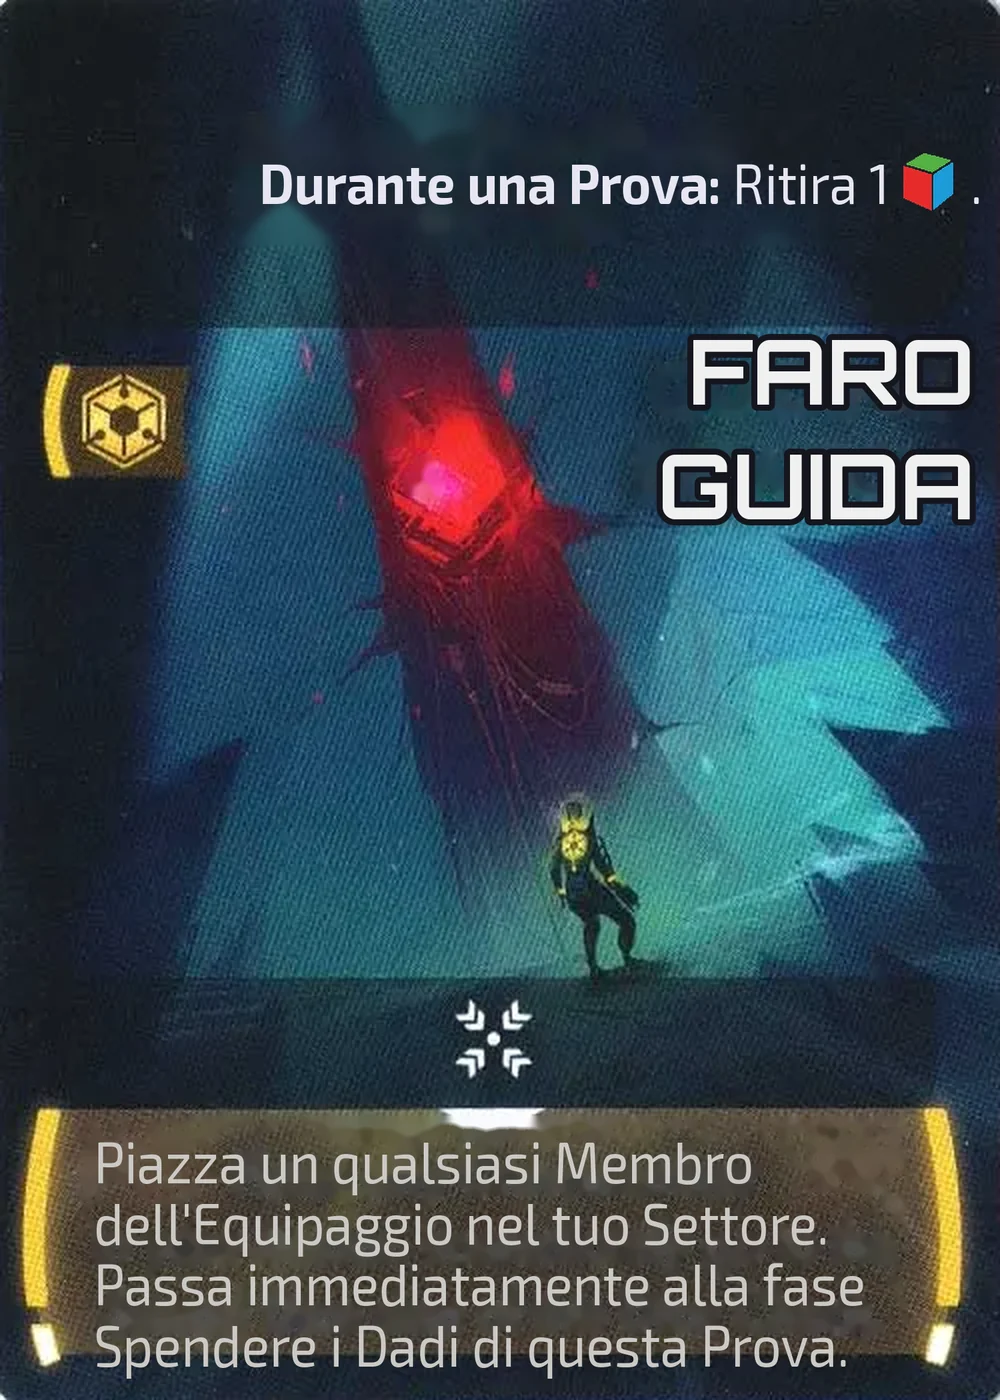 Durante una Prova: Ritira 1 .
FARO
GUIDA
Piazza un qualsiasi Membro
dell'Equipaggio nel tuo Settore.
Passa immediatamente alla fase
Spendere i Dadi di questa Prova.